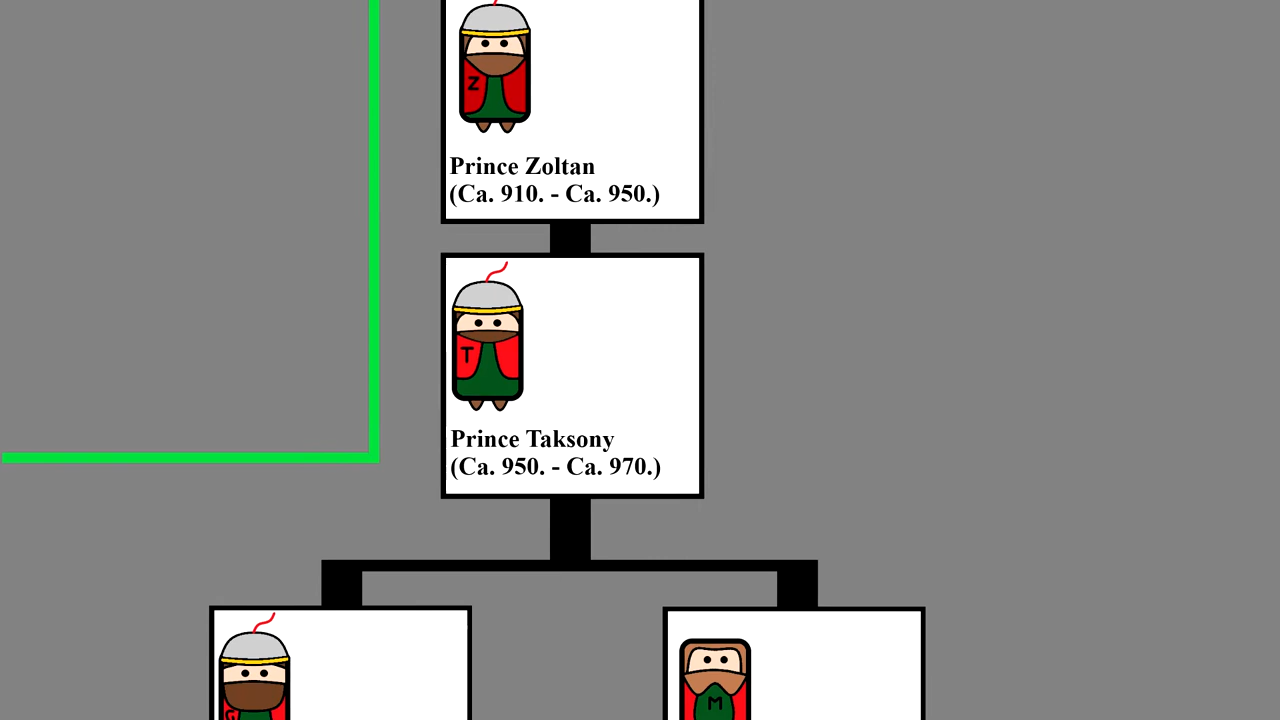 Z
Prince Zoltan
(Ca. 910. - Ca. 950.)
T
Prince Taksony
(Ca. 950. - Ca. 970.)
G
M